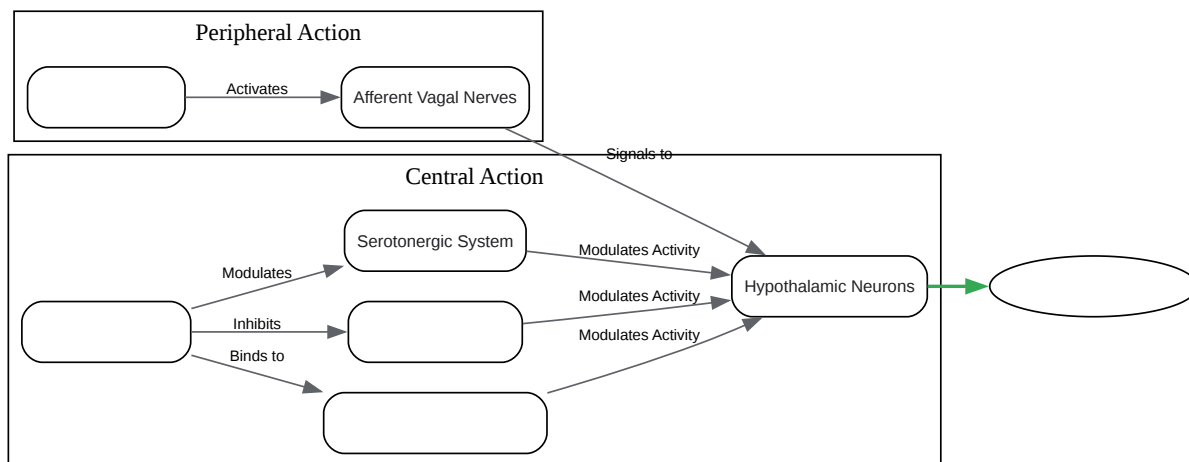 Peripheral Action
Activates
Afferent Vagal Nerves
Signals to
Central Action
Serotonergic System
Modulates Activity
Modulates
Hypothalamic Neurons
Modulates Activity
Inhibits
Modulates Activity
Binds to